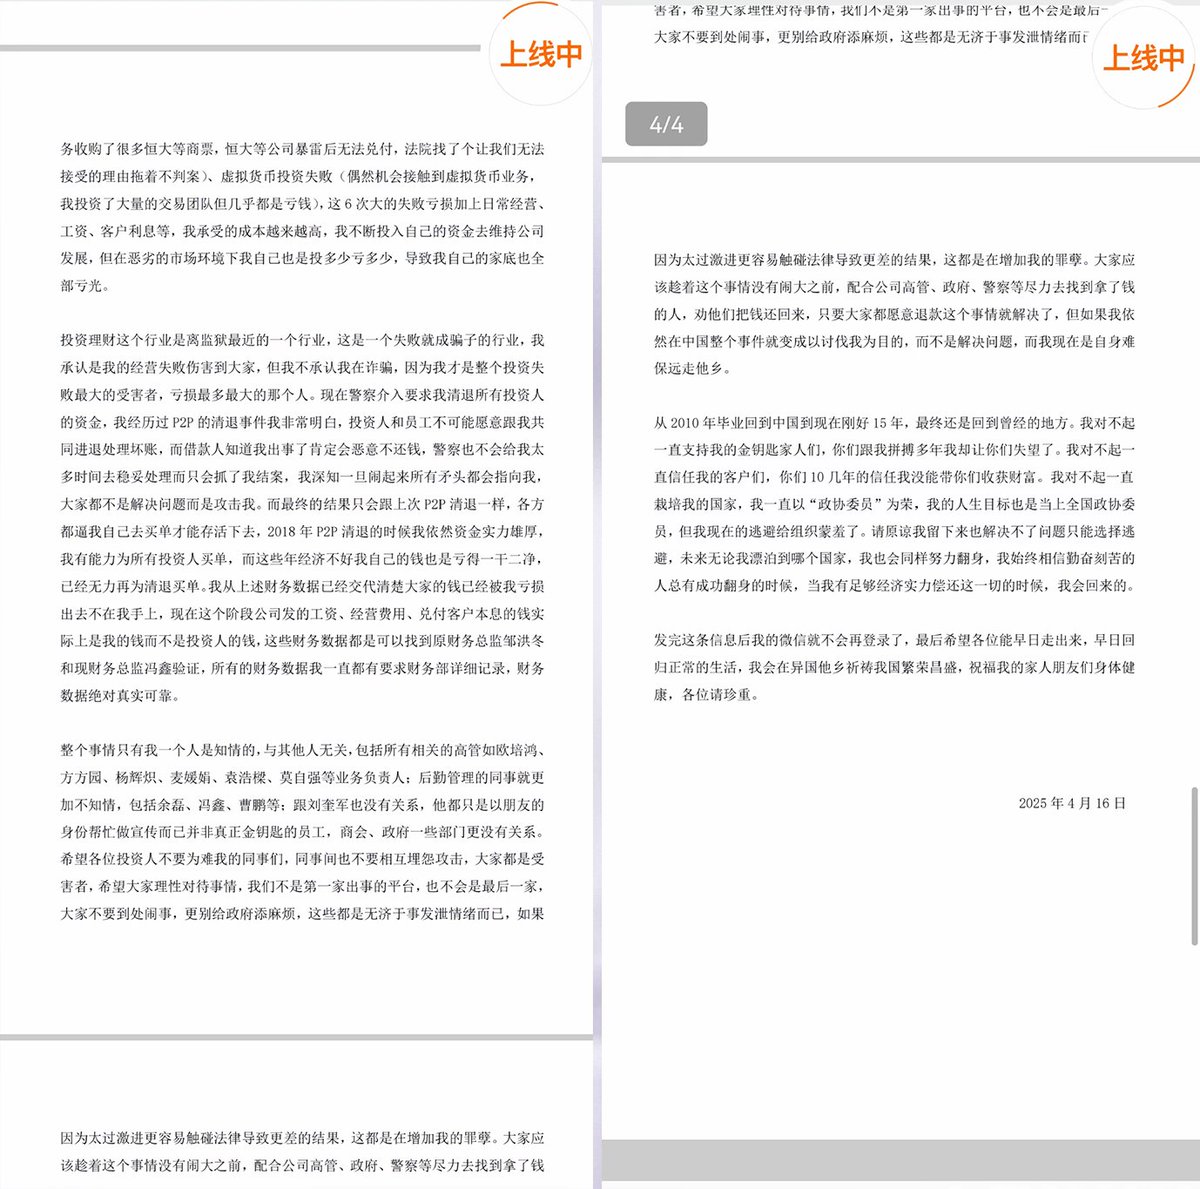 上线中
务收购了很多恒大等商票，恒大等公司暴雷后无法兑付，法院找了个让我们无法
接受的理由拖着不判案）、虚拟货币投资失败（偶然机会接触到虚拟货币业务，
我投资了大量的交易团队但几乎都是亏钱），这 6 次大的失败亏损加上日常经营、
工资、客户利息等，我承受的成本越来越高，我不断投入自己的资金去维持公司
发展，但在恶劣的市场环境下我自己也是投多少亏多少，导致我自己的家底也全
部亏光。
投资理财这个行业是离监狱最近的一个行业，这是一个失败就成骗子的行业，我
承认是我的经营失败伤害到大家，但我不承认我在诈骗，因为我才是整个投资失
败最大的受害者，亏损最多最大的那个人。现在警察介入要求我清退所有投资人
的资金，我经历过 P2P 的清退事件我非常明白，投资人和员工不可能愿意跟我共
同进退处理坏账，而借款人知道我出事了肯定会恶意不还钱，警察也不会给我太
多时间去稳妥处理而只会抓了我结案，我深知一旦闹起来所有矛头都会指向我，
大家都不是解决问题而是攻击我。而最终的结果只会跟上次 P2P 清退一样，各方
都逼我自己去买单才能存活下去，2018 年 P2P 清退的时候我依然资金实力雄厚，
我有能力为所有投资人买单，而这些年经济不好我自己的钱也是亏得一干二净，
已经无力再为清退买单。我从上述财务数据已经交代清楚大家的钱已经被我亏损
出去不在我手上，现在这个阶段公司发的工资、经营费用、兑付客户本息的钱实
际上是我的钱而不是投资人的钱，这些财务数据都是可以找到原财务总监邹洪冬
和现财务总监冯鑫验证，所有的财务数据我一直都有要求财务部详细记录，财务
数据绝对真实可靠。
整个事情只有我一个人是知情的，与其他人无关，包括所有相关的高管如欧培鸿、
方方园、杨辉炽、麦媛娟、袁浩樑、莫自强等业务负责人；后勤管理的同事就更
加不知情，包括余磊、冯鑫、曹鹏等；跟刘奎军也没有关系，他都只是以朋友的
身份帮忙做宣传而已并非真正金钥匙的员工，商会、政府一些部门更没有关系。
希望各位投资人不要为难我的同事们，同事间也不要相互埋怨攻击，大家都是受
害者，希望大家理性对待事情，我们不是第一家出事的平台，也不会是最后一家，
大家不要到处闹事，更别给政府添麻烦，这些都是无济于事发泄情绪而已，如果
因为太过激进更容易触碰法律导致更差的结果，这都是在增加我的罪孽。大家应
该趁着这个事情没有闹大之前，配合公司高管、政府、警察等尽力去找到拿了钱
害者，希望大家理性对待事情，我们不是第一家出事的平台，也不会是最后一
大家不要到处闹事，更别给政府添麻烦，这些都是无济于事发泄情绪而
上线中
4/4
因为太过激进更容易触碰法律导致更差的结果，这都是在增加我的罪孽。大家应
该趁着这个事情没有闹大之前，配合公司高管、政府、警察等尽力去找到拿了钱
的人，劝他们把钱还回来，只要大家都愿意退款这个事情就解决了，但如果我依
然在中国整个事件就变成以讨伐我为目的，而不是解决问题，而我现在是自身难
保远走他乡。
从 2010 年毕业回到中国到现在刚好 15 年，最终还是回到曾经的地方。我对不起
一直支持我的金钥匙家人们，你们跟我拼搏多年我却让你们失望了。我对不起一
直信任我的客户们，你们 10 几年的信任我没能带你们收获财富。我对不起一直
栽培我的国家，我一直以“政协委员”为荣，我的人生目标也是当上全国政协委
员，但我现在的逃避给组织蒙羞了。请原谅我留下来也解决不了问题只能选择逃
避，未来无论我漂泊到哪个国家，我也会同样努力翻身，我始终相信勤奋刻苦的
人总有成功翻身的时候，当我有足够经济实力偿还这一切的时候，我会回来的。
发完这条信息后我的微信就不会再登录了，最后希望各位能早日走出来，早日回
归正常的生活，我会在异国他乡祈祷我国繁荣昌盛，祝福我的家人朋友们身体健
康，各位请珍重。
2025 年 4 月 16 日